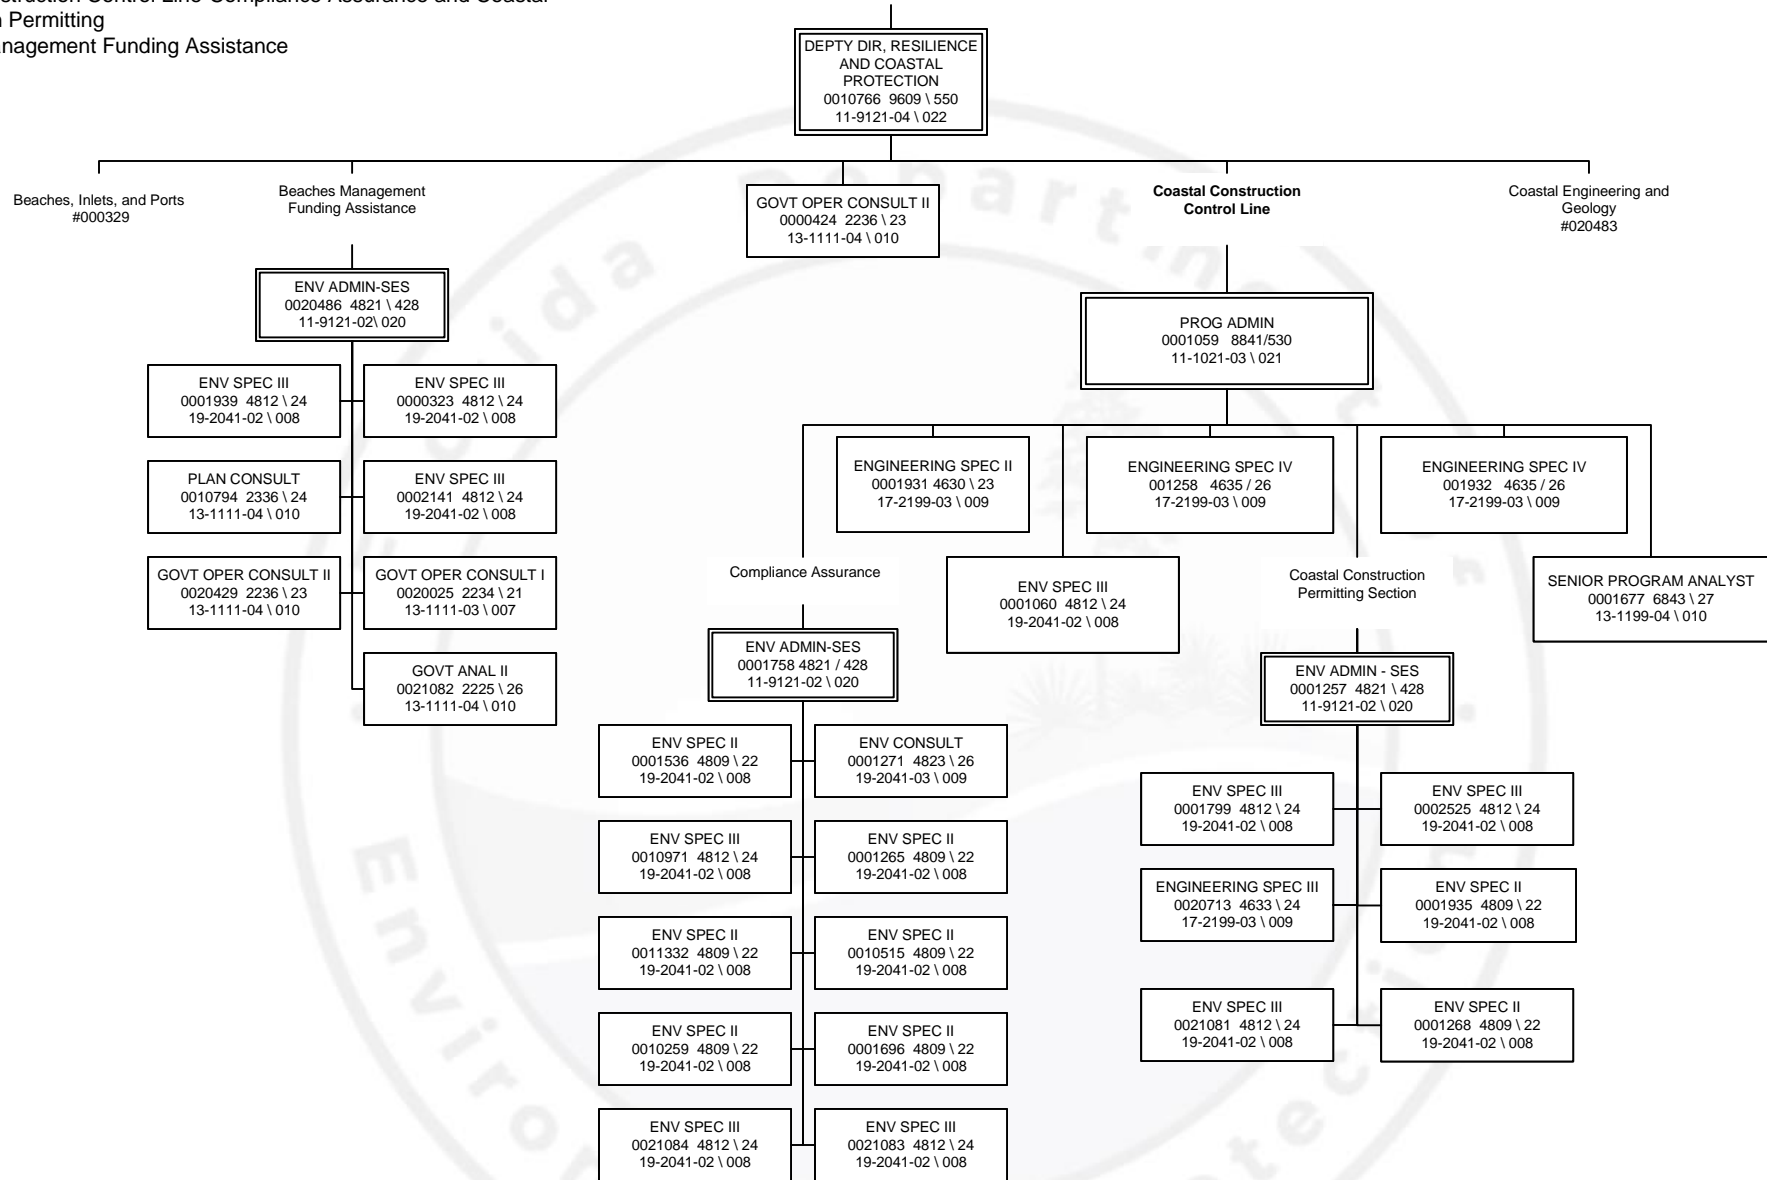 struction Control Line Compliance Assurance and Coastal
n Permitting
nagement Funding Assistance
DEPTY DIR, RESILIENCE
AND COASTAL
PROTECTION
0010766 9609 \ 550
11-9121-04 \ 022
Beaches, Inlets, and Ports
#000329
Beaches Management
Funding Assistance
GOVT OPER CONSULT II
0000424 2236 \ 23
13-1111-04 \ 010
Coastal Construction
Control Line
Coastal Engineering and
Geology
#020483
ENV ADMIN-SES
0020486 4821 \ 428
11-9121-02\ 020
ENV SPEC III
0001939 4812 \ 24
19-2041-02 \ 008
ENV SPEC III
0000323 4812 \ 24
19-2041-02 \ 008
PLAN CONSULT
0010794 2336 \ 24
13-1111-04 \ 010
ENV SPEC III
0002141 4812 \ 24
19-2041-02 \ 008
GOVT OPER CONSULT II
0020429 2236 \ 23
13-1111-04 \ 010
GOVT OPER CONSULT I
0020025 2234 \ 21
13-1111-03 \ 007
GOVT ANAL II
0021082 2225 \ 26
13-1111-04 \ 010
PROG ADMIN
0001059 8841/530
11-1021-03 \ 021
ENGINEERING SPEC II
0001931 4630 \ 23
17-2199-03 \ 009
ENGINEERING SPEC IV
001258 4635 / 26
17-2199-03 \ 009
ENGINEERING SPEC IV
001932 4635 / 26
17-2199-03 \ 009
Compliance Assurance
ENV SPEC III
0001060 4812 \ 24
19-2041-02 \ 008
Coastal Construction
Permitting Section
SENIOR PROGRAM ANALYST
0001677 6843 \ 27
13-1199-04 \ 010
ENV ADMIN-SES
0001758 4821 / 428
11-9121-02 \ 020
ENV SPEC II
0001536 4809 \ 22
19-2041-02 \ 008
ENV CONSULT
0001271 4823 \ 26
19-2041-03 \ 009
ENV SPEC III
0010971 4812 \ 24
19-2041-02 \ 008
ENV SPEC II
0001265 4809 \ 22
19-2041-02 \ 008
ENV SPEC II
0011332 4809 \ 22
19-2041-02 \ 008
ENV SPEC II
0010515 4809 \ 22
19-2041-02 \ 008
ENV SPEC II
0010259 4809 \ 22
19-2041-02 \ 008
ENV SPEC II
0001696 4809 \ 22
19-2041-02 \ 008
ENV SPEC III
0021084 4812 \ 24
19-2041-02 \ 008
ENV SPEC III
0021083 4812 \ 24
19-2041-02 \ 008
ENV ADMIN - SES
0001257 4821 \ 428
11-9121-02 \ 020
ENV SPEC III
0001799 4812 \ 24
19-2041-02 \ 008
ENV SPEC III
0002525 4812 \ 24
19-2041-02 \ 008
ENGINEERING SPEC III
0020713 4633 \ 24
17-2199-03 \ 009
ENV SPEC II
0001935 4809 \ 22
19-2041-02 \ 008
ENV SPEC III
0021081 4812 \ 24
19-2041-02 \ 008
ENV SPEC II
0001268 4809 \ 22
19-2041-02 \ 008